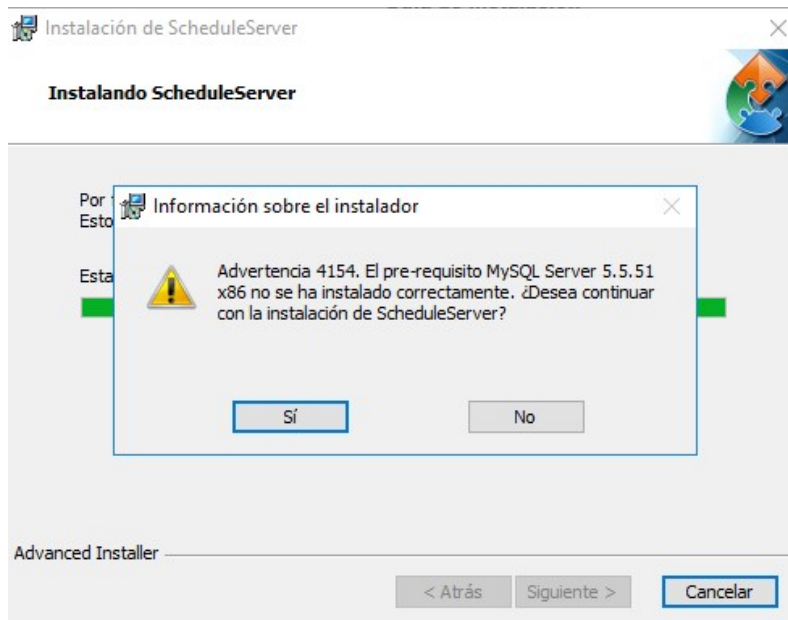 Instalación de ScheduleServer
Instalando ScheduleServer
Por
Esto
Información sobre el instalador
Esta
Advertencia 4154. El pre-requisito MySQL Server 5.5.51
x86 no se ha instalado correctamente. ¿Desea continuar
con la instalación de ScheduleServer?
Sí
No
Advanced Installer
< Atrás
Siguiente >
Cancelar